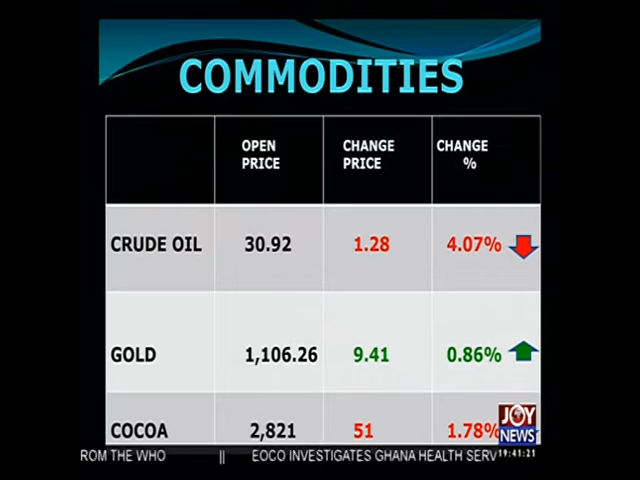 COMMODITIES
OPEN PRICE CHANGE PRICE CHANGE %
CRUDE OIL 30.92 1.28 4.07%
GOLD 1,106.26 9.41 0.86%
COCOA 2,821 51 1.78%
JOY NEWS
ROM THE WHO || EOCO INVESTIGATES GHANA HEALTH SERV 19:41:21